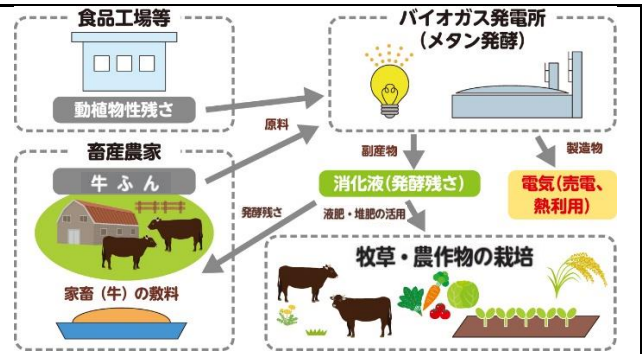 食品工場等
動植物性残さ
バイオガス発電所
（メタン発酵）
原料
畜産農家
牛ふん
副産物
製造物
消化液（発酵残さ）
電気（売電、
熱利用）
発酵残さ
液肥・堆肥の活用
家畜（牛）の敷料
牧草・農作物の栽培